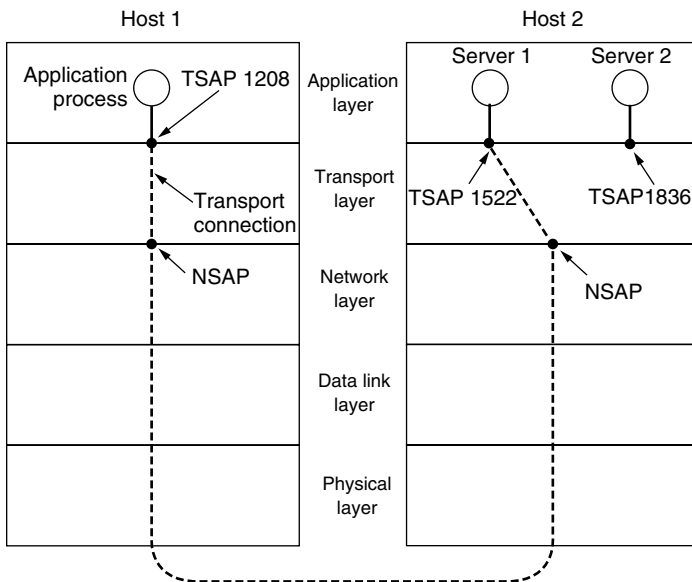 Host 1
Host 2
Application
process
TSAP 1208
Application
layer
Server 1
Server 2
Transport
connection
Transport
layer
TSAP 1522
TSAP1836
NSAP
Network
layer
NSAP
Data link
layer
Physical
layer